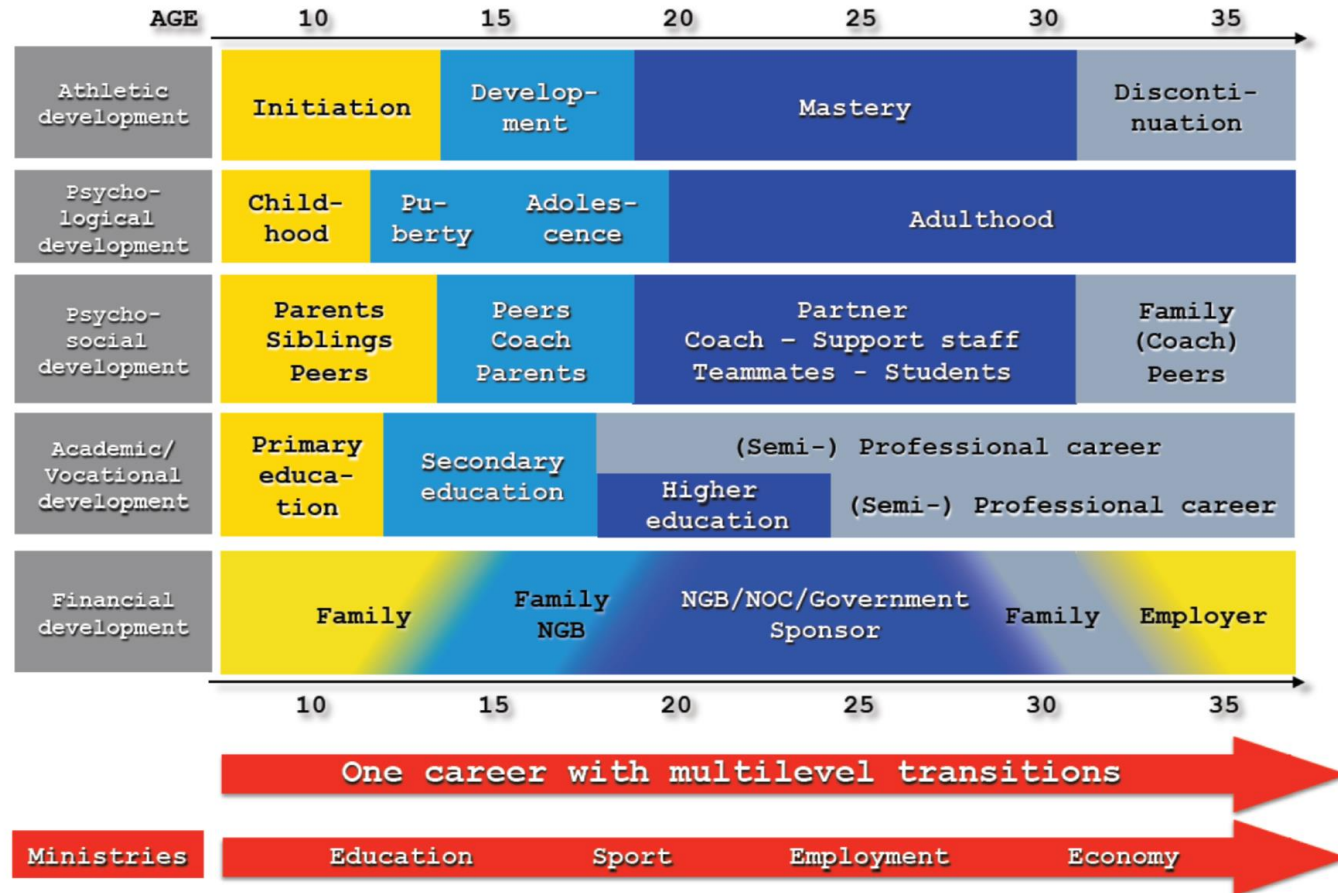 AGE 10 15 20 25 30 35
Athletic
development
Initiation
Develop-
ment
Mastery
Disconti-
nuation
Psycho-
logical
development
Child-
hood
Pu-
berty
Adoles-
cence
Adulthood
Psycho-
social
development
Parents
Siblings
Peers
Peers
Coach
Parents
Partner
Coach – Support staff
Teammates - Students
Family
(Coach)
Peers
Academic/
Vocational
development
Primary
educa-
tion
Secondary
education
(Semi-) Professional career
Higher
education
(Semi-) Professional career
Financial
development
Family
Family
NGB
NGB/NOC/Government
Sponsor
Family
Employer
10 15 20 25 30 35
One career with multilevel transitions
Ministries
Education Sport Employment Economy